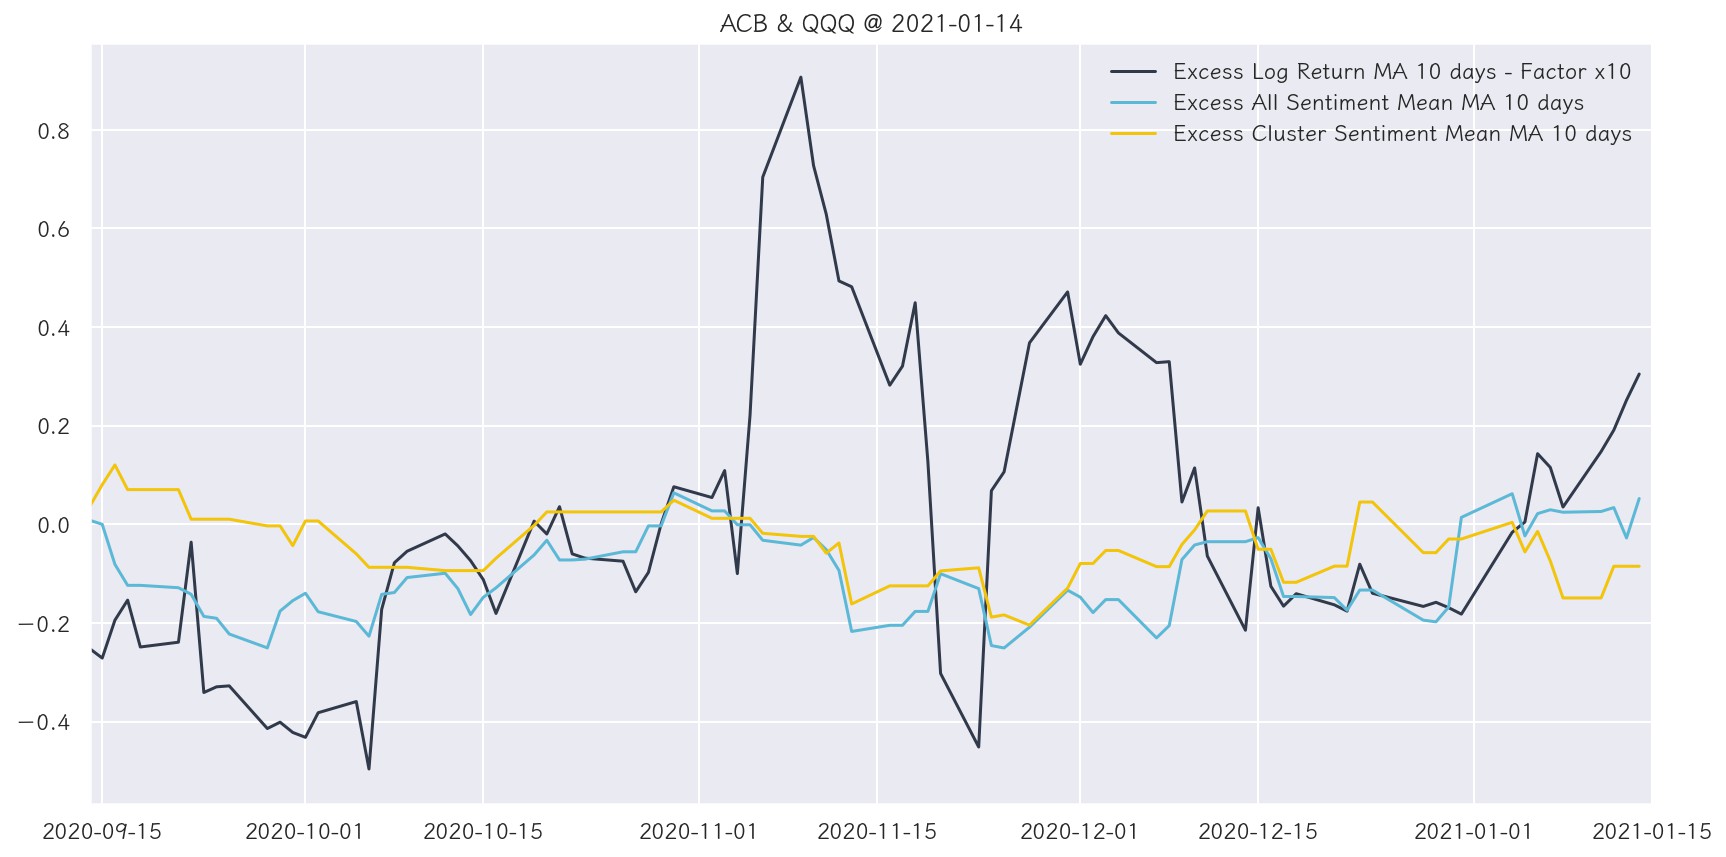 ACB & QQQ @ 2021-01-14
Excess Log Return MA 10 days - Factor x10
Excess All Sentiment Mean MA 10 days
Excess Cluster Sentiment Mean MA 10 days
0.8
0.6
0.4
0.2
0.0
−0.2
−0.4
2020-09-15 2020-10-01 2020-10-15 2020-11-01 2020-11-15 2020-12-01 2020-12-15 2021-01-01 2021-01-15